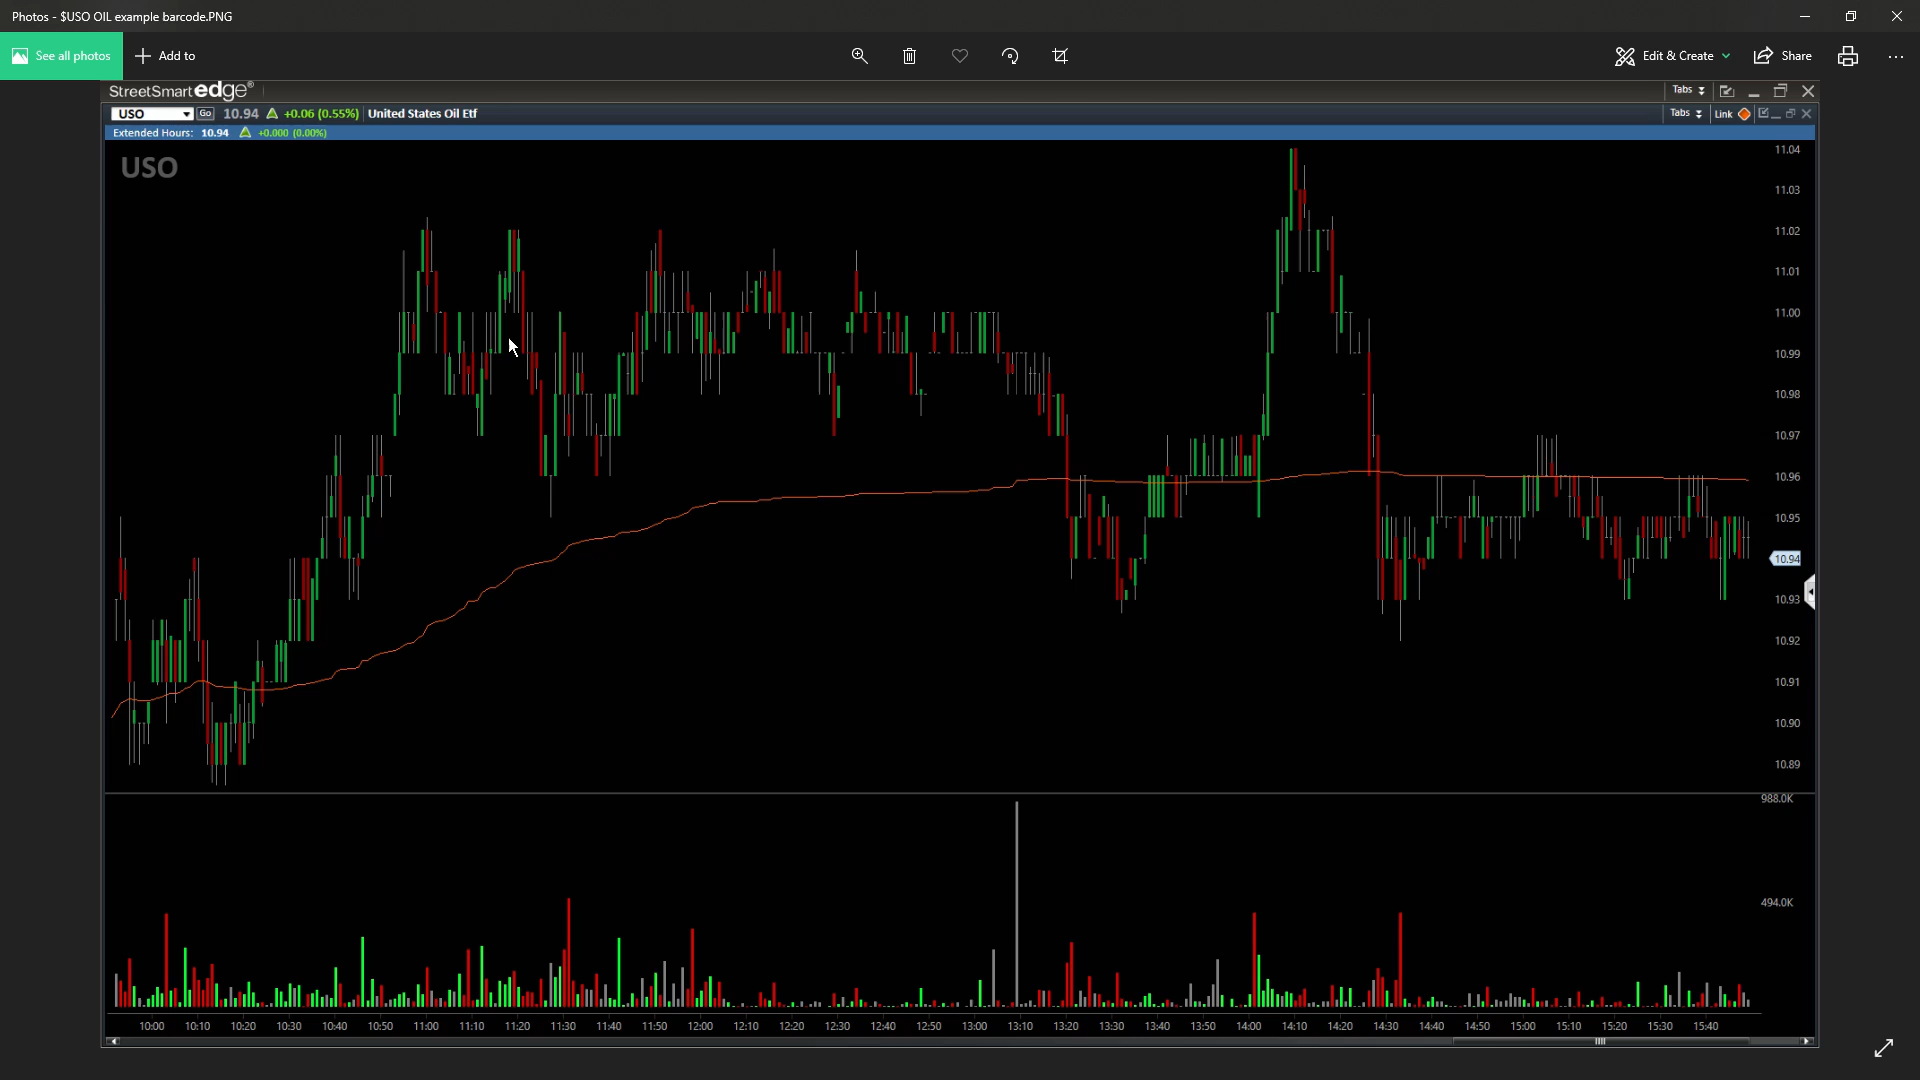 Photos - $USO OIL example barcode.PNG
See all photos
Add to
Edit & Create
Share
StreetSmart edge®
Tabs
USO Go 10.94 +0.06 (0.55%) United States Oil Etf
Tabs Link
Extended Hours: 10.94 +0.000 (0.00%)
USO
11.04
11.03
11.02
11.01
11.00
10.99
10.98
10.97
10.96
10.95
10.94
10.93
10.92
10.91
10.90
10.89
988.0K
494.0K
10:00 10:10 10:20 10:30 10:40 10:50 11:00 11:10 11:20 11:30 11:40 11:50 12:00 12:10 12:20 12:30 12:40 12:50 13:00 13:10 13:20 13:30 13:40 13:50 14:00 14:10 14:20 14:30 14:40 14:50 15:00 15:10 15:20 15:30 15:40